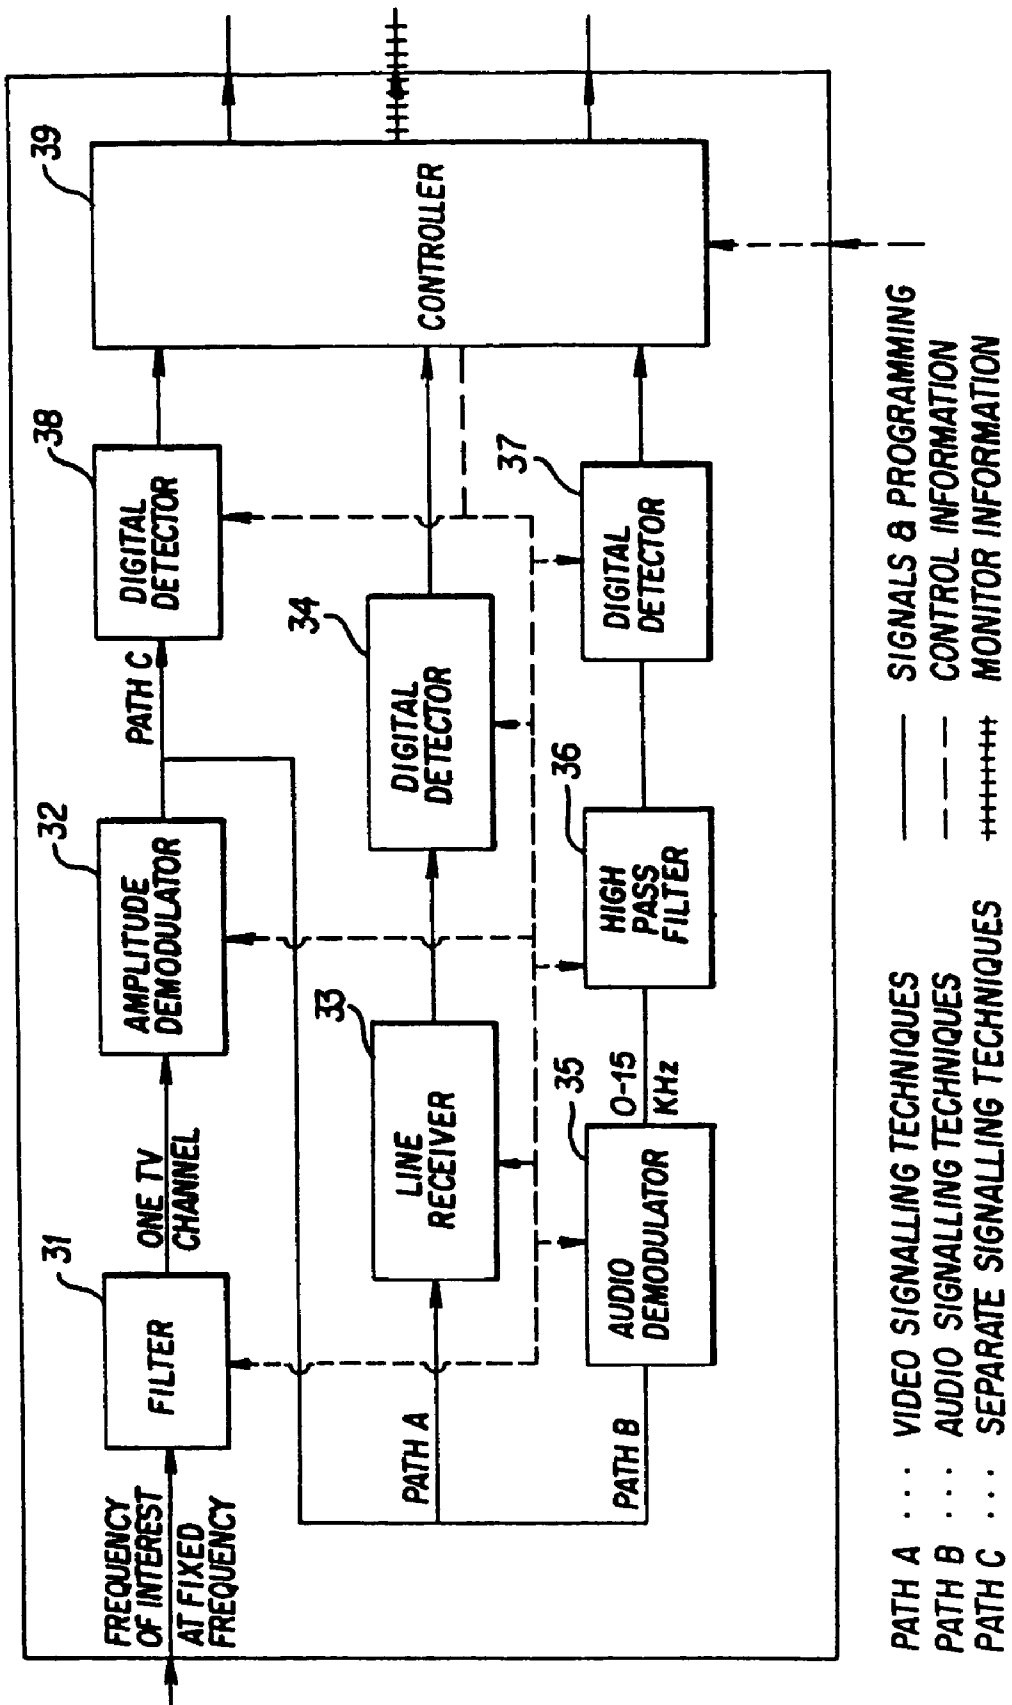 FREQUENCY
OF INTEREST
AT FIXED
FREQUENCY
31
FILTER
ONE TV
CHANNEL
32
AMPLITUDE
DEMODULATOR
PATH C
38
DIGITAL
DETECTOR
39
CONTROLLER
PATH A
33
LINE
RECEIVER
34
DIGITAL
DETECTOR
PATH B
35
AUDIO
DEMODULATOR
0-15
KHz
36
HIGH
PASS
FILTER
37
DIGITAL
DETECTOR
PATH A ... VIDEO SIGNALLING TECHNIQUES
PATH B ... AUDIO SIGNALLING TECHNIQUES
PATH C ... SEPARATE SIGNALLING TECHNIQUES
SIGNALS & PROGRAMMING
CONTROL INFORMATION
MONITOR INFORMATION